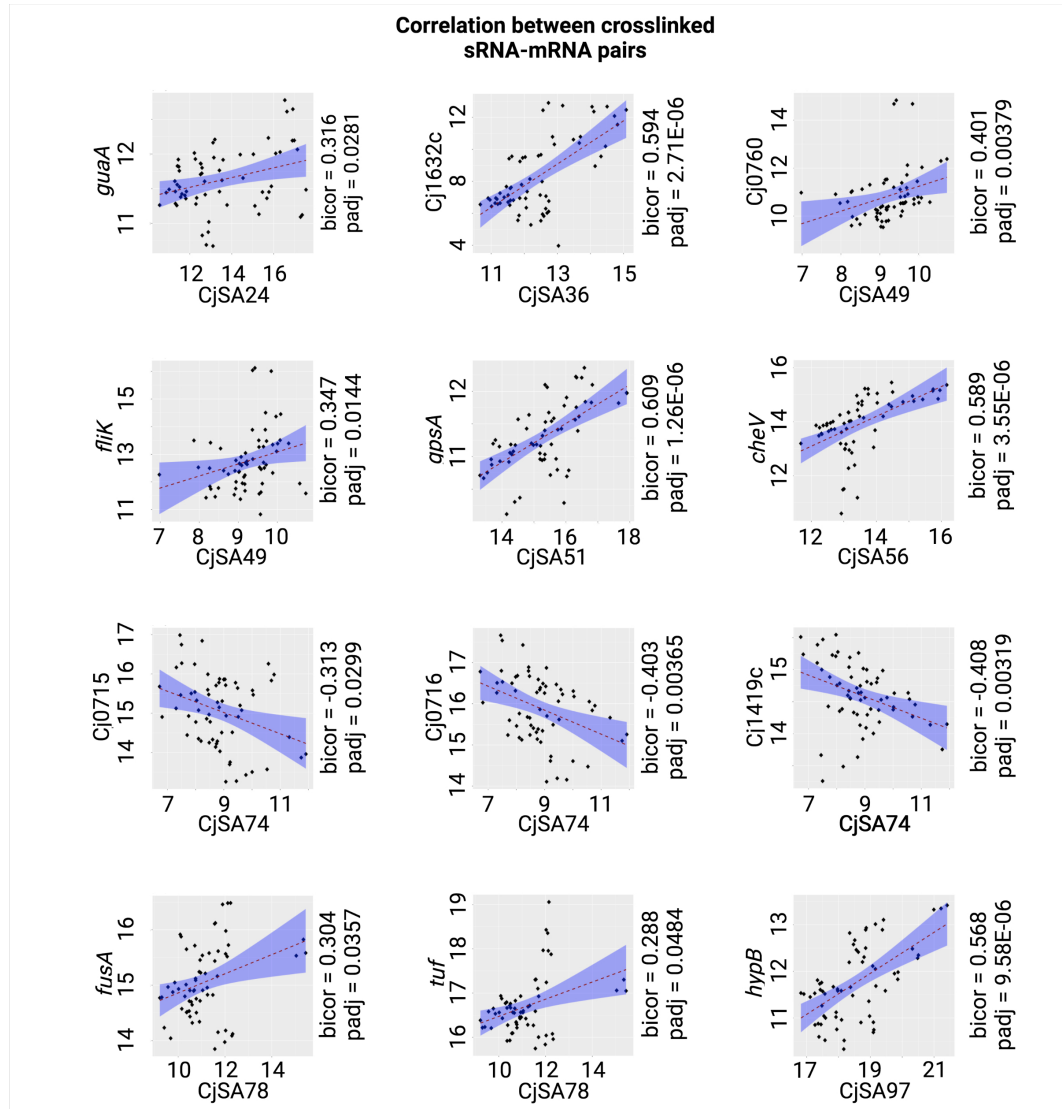 Correlation between crosslinked
sRNA-mRNA pairs
guaA
12
11
12 14 16
CjSA24
bicor = 0.316
padj = 0.0281
Cj1632c
12
8
4
11 13 15
CjSA36
bicor = 0.594
padj = 2.71E-06
Cj0760
14
12
10
7 8 9 10
CjSA49
bicor = 0.401
padj = 0.00379
fliK
15
13
11
7 8 9 10
CjSA49
bicor = 0.347
padj = 0.0144
gpsA
12
11
14 16 18
CjSA51
bicor = 0.609
padj = 1.26E-06
cheV
16
14
12
12 14 16
CjSA56
bicor = 0.589
padj = 3.55E-06
Cj0715
17
16
15
14
7 9 11
CjSA74
bicor = -0.313
padj = 0.0299
Cj0716
17
16
15
14
7 9 11
CjSA74
bicor = -0.403
padj = 0.00365
Cj1419c
15
14
7 9 11
CjSA74
bicor = -0.408
padj = 0.00319
fusA
16
15
14
10 12 14
CjSA78
bicor = 0.304
padj = 0.0357
tuf
19
18
17
16
10 12 14
CjSA78
bicor = 0.288
padj = 0.0484
hypB
13
12
11
17 19 21
CjSA97
bicor = 0.568
padj = 9.58E-06